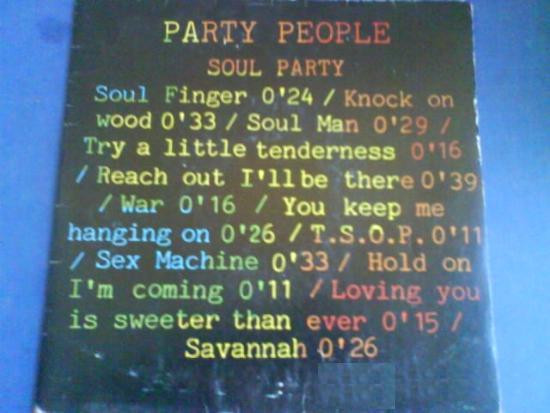 PARTY PEOPLE
SOUL PARTY
Soul Finger 0'24 / Knock on
wood 0'33 / Soul Man 0'29 /
Try a little tenderness 0'16
/ Reach out I'll be there 0'39
/ War 0'16 / You keep me
hanging on 0'26 / T.S.O.P. 0'11
/ Sex Machine 0'33 / Hold on
I'm coming 0'11 / Loving you
is sweeter than ever 0'15 /
Savannah 0'26